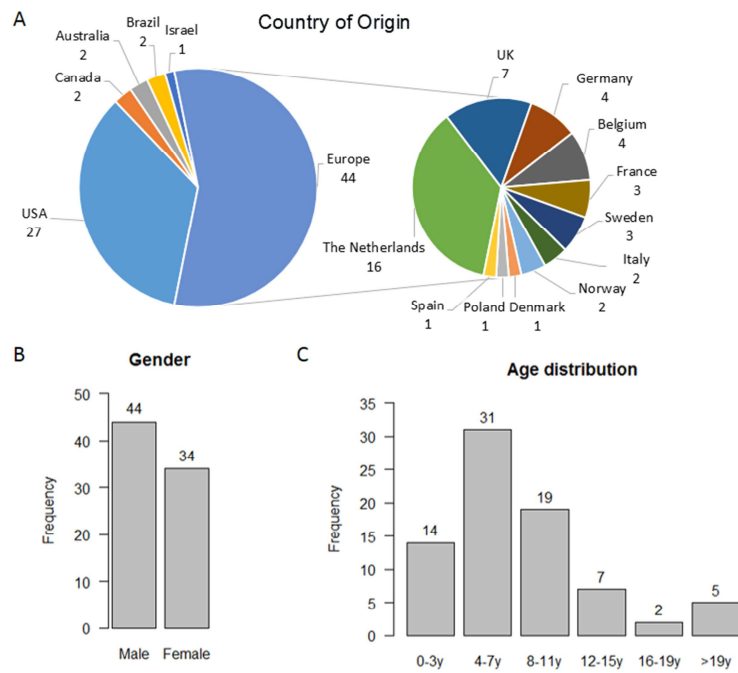 A
Country of Origin
Brazil
2
Israel
1
Australia
2
Canada
2
USA
27
Europe
44
UK
7
Germany
4
Belgium
4
France
3
Sweden
3
Italy
2
Norway
2
Denmark
1
Poland
1
Spain
1
The Netherlands
16
B
Gender
Frequency
50
40
30
20
10
0
44
34
Male
Female
C
Age distribution
Frequency
35
30
25
20
15
10
5
0
14
31
19
7
2
5
0-3y
4-7y
8-11y
12-15y
16-19y
>19y